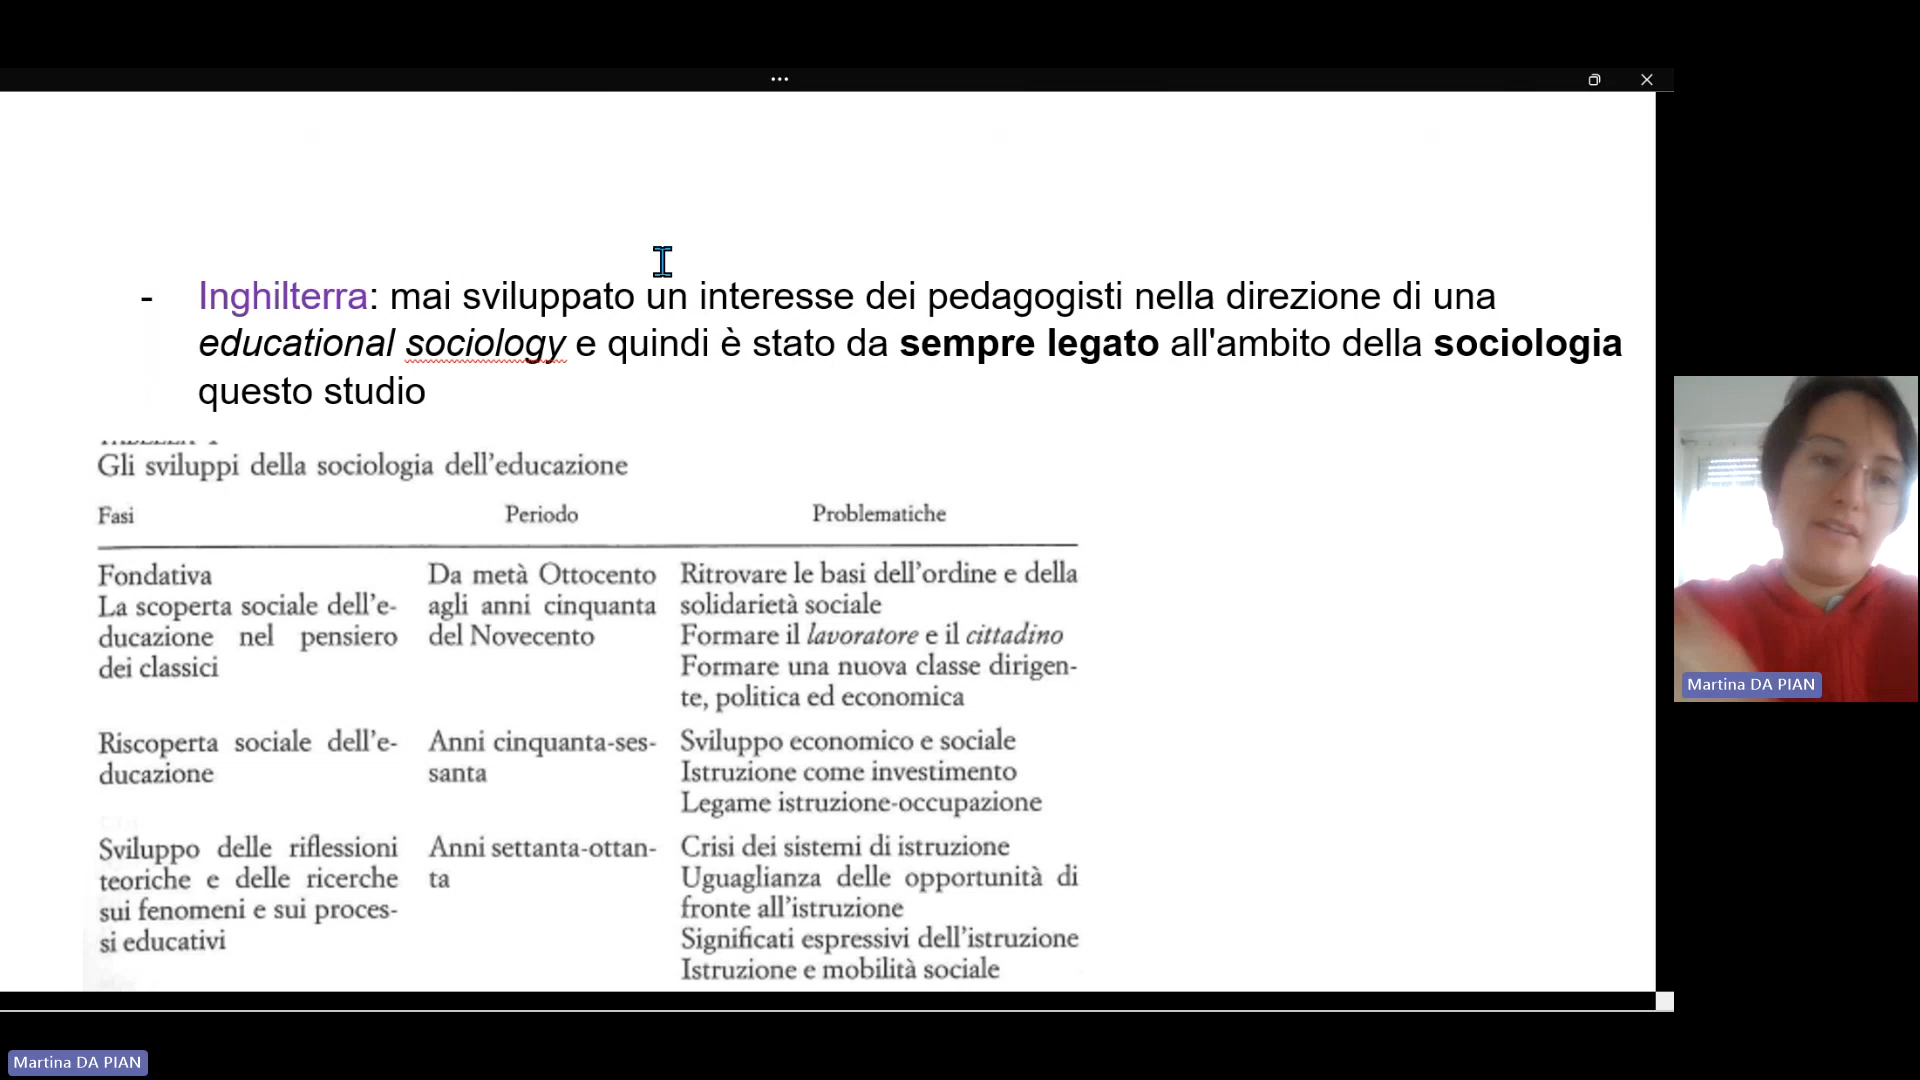 - Inghilterra: mai sviluppato un interesse dei pedagogisti nella direzione di una
educational sociology e quindi è stato da sempre legato all'ambito della sociologia
questo studio
Gli sviluppi della sociologia dell'educazione
Fasi Periodo Problematiche
Fondativa Da metà Ottocento Ritrovare le basi dell'ordine e della
La scoperta sociale dell'e- agli anni cinquanta solidarietà sociale
ducazione nel pensiero del Novecento Formare il lavoratore e il cittadino
dei classici Formare una nuova classe dirigen-
te, politica ed economica
Riscoperta sociale dell'e- Anni cinquanta-ses- Sviluppo economico e sociale
ducazione santa Istruzione come investimento
Legame istruzione-occupazione
Sviluppo delle riflessioni Anni settanta-ottan- Crisi dei sistemi di istruzione
teoriche e delle ricerche ta Uguaglianza delle opportunità di
sui fenomeni e sui proces- fronte all'istruzione
si educativi Significati espressivi dell'istruzione
Istruzione e mobilità sociale
Martina DA PIAN
Martina DA PIAN